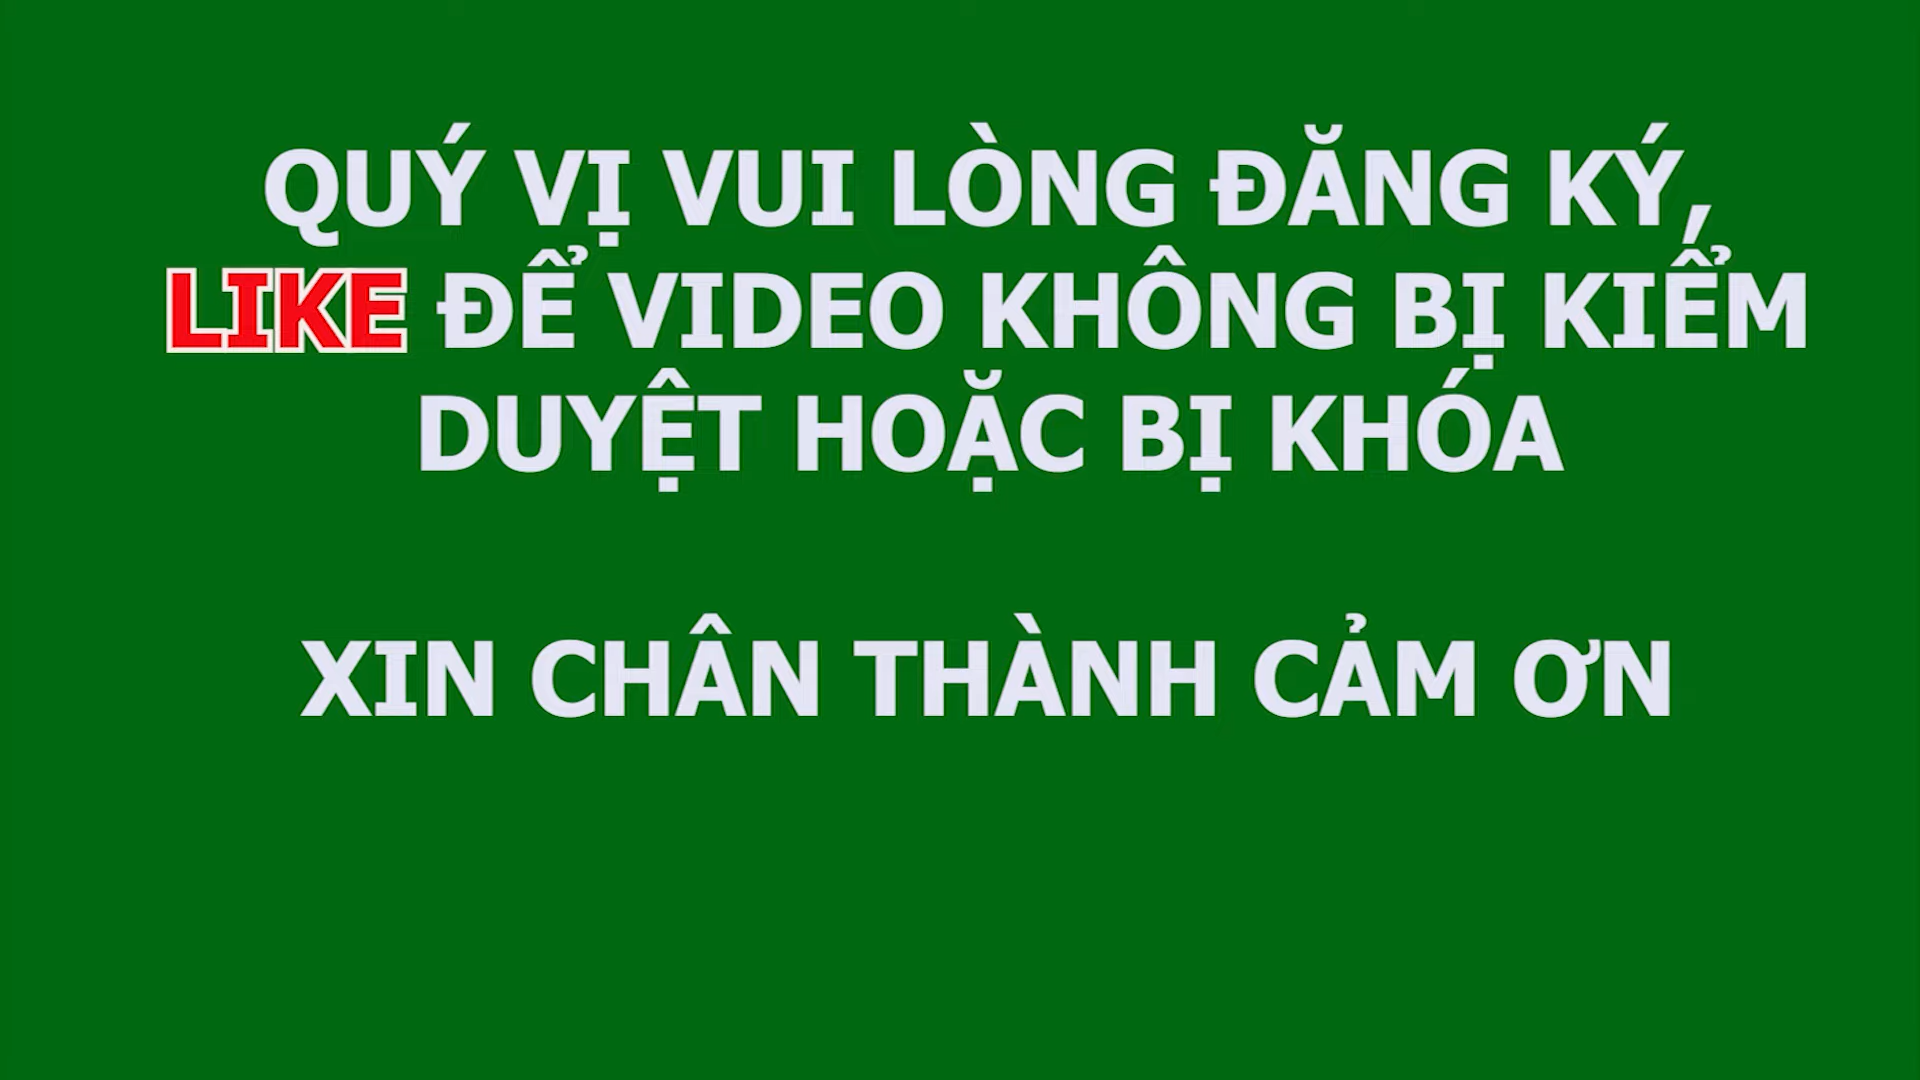 QUÝ VỊ VUI LÒNG ĐĂNG KÝ,
LIKE ĐỂ VIDEO KHÔNG BỊ KIỂM
DUYỆT HOẶC BỊ KHÓA
XIN CHÂN THÀNH CẢM ƠN